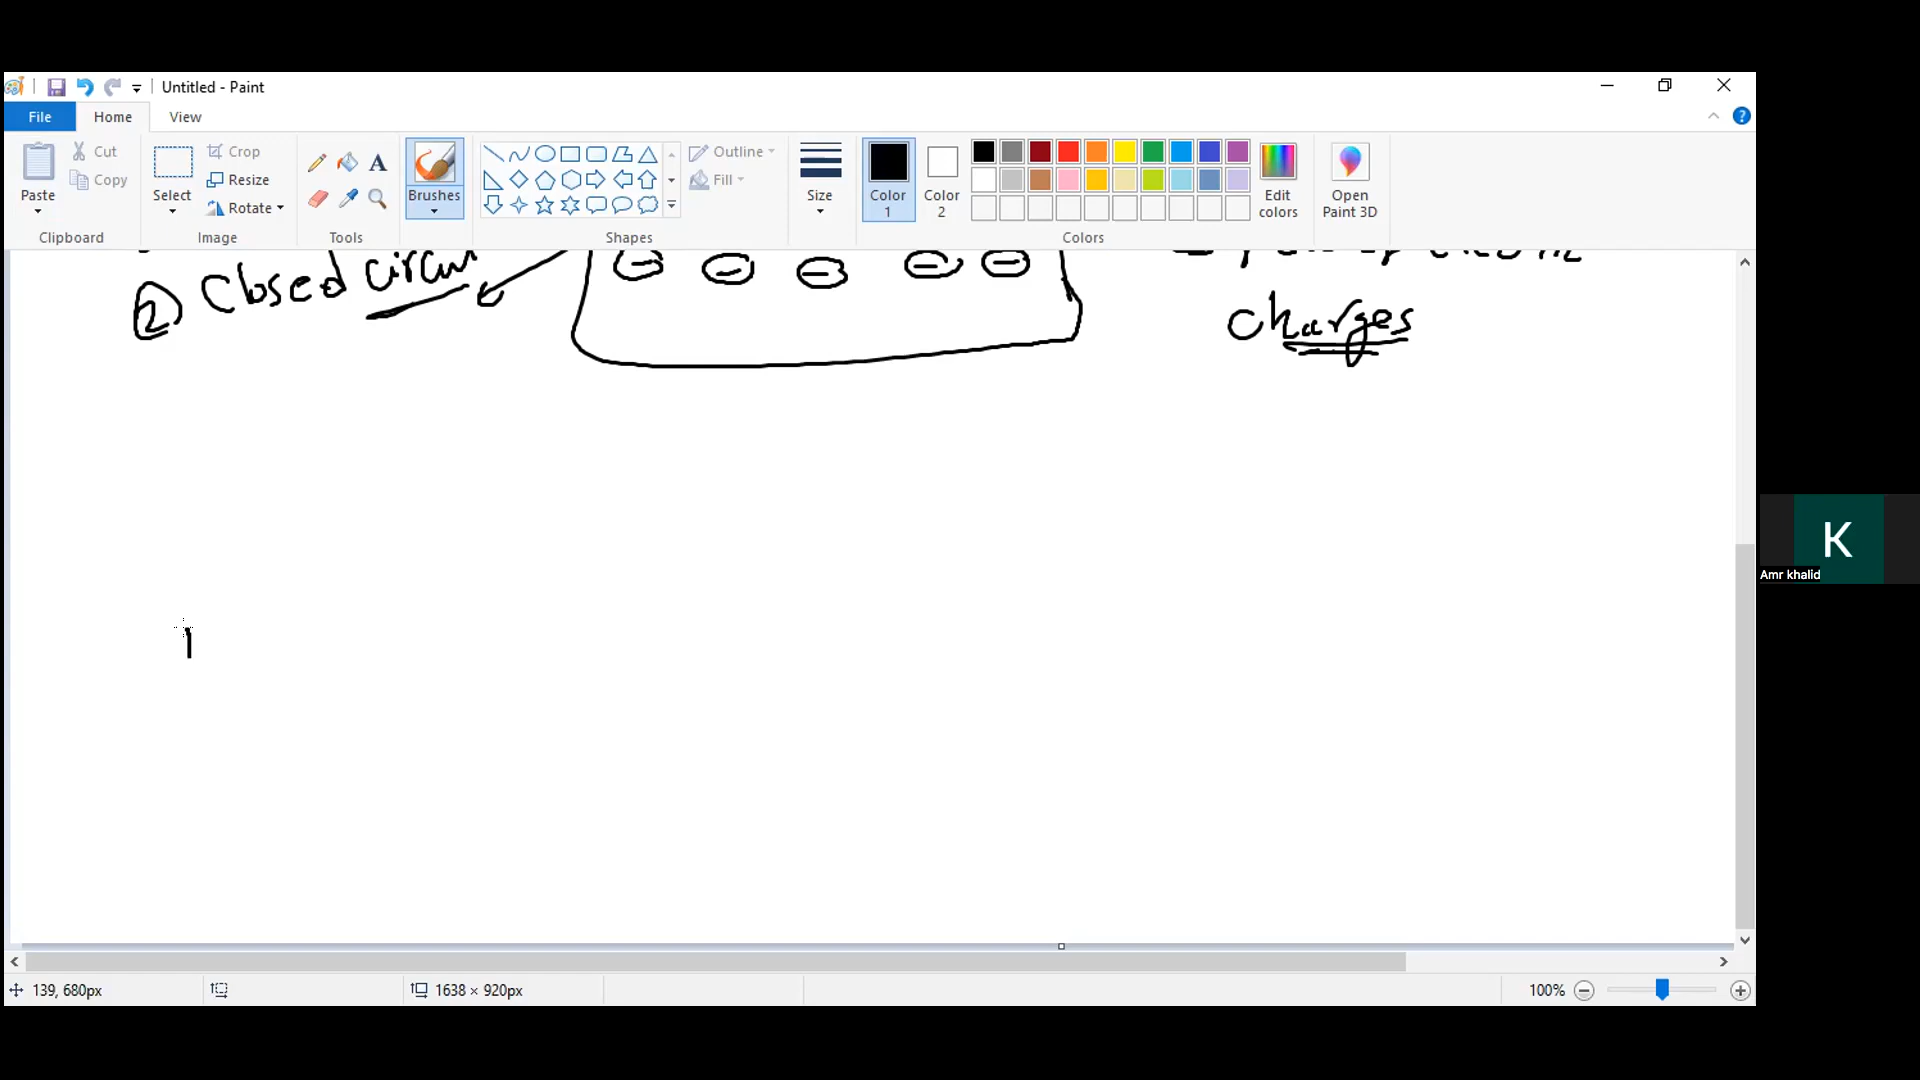 Untitled - Paint
File Home View
Cut
Copy
Paste
Clipboard
Crop
Resize
Rotate
Select
Image
Tools
Brushes
Shapes
Outline
Fill
Size
Color 1
Color 2
Colors
Edit colors
Open Paint 3D
② Closed circuit
charges
K
Amr khalid
139, 680px
1638 × 920px
100%